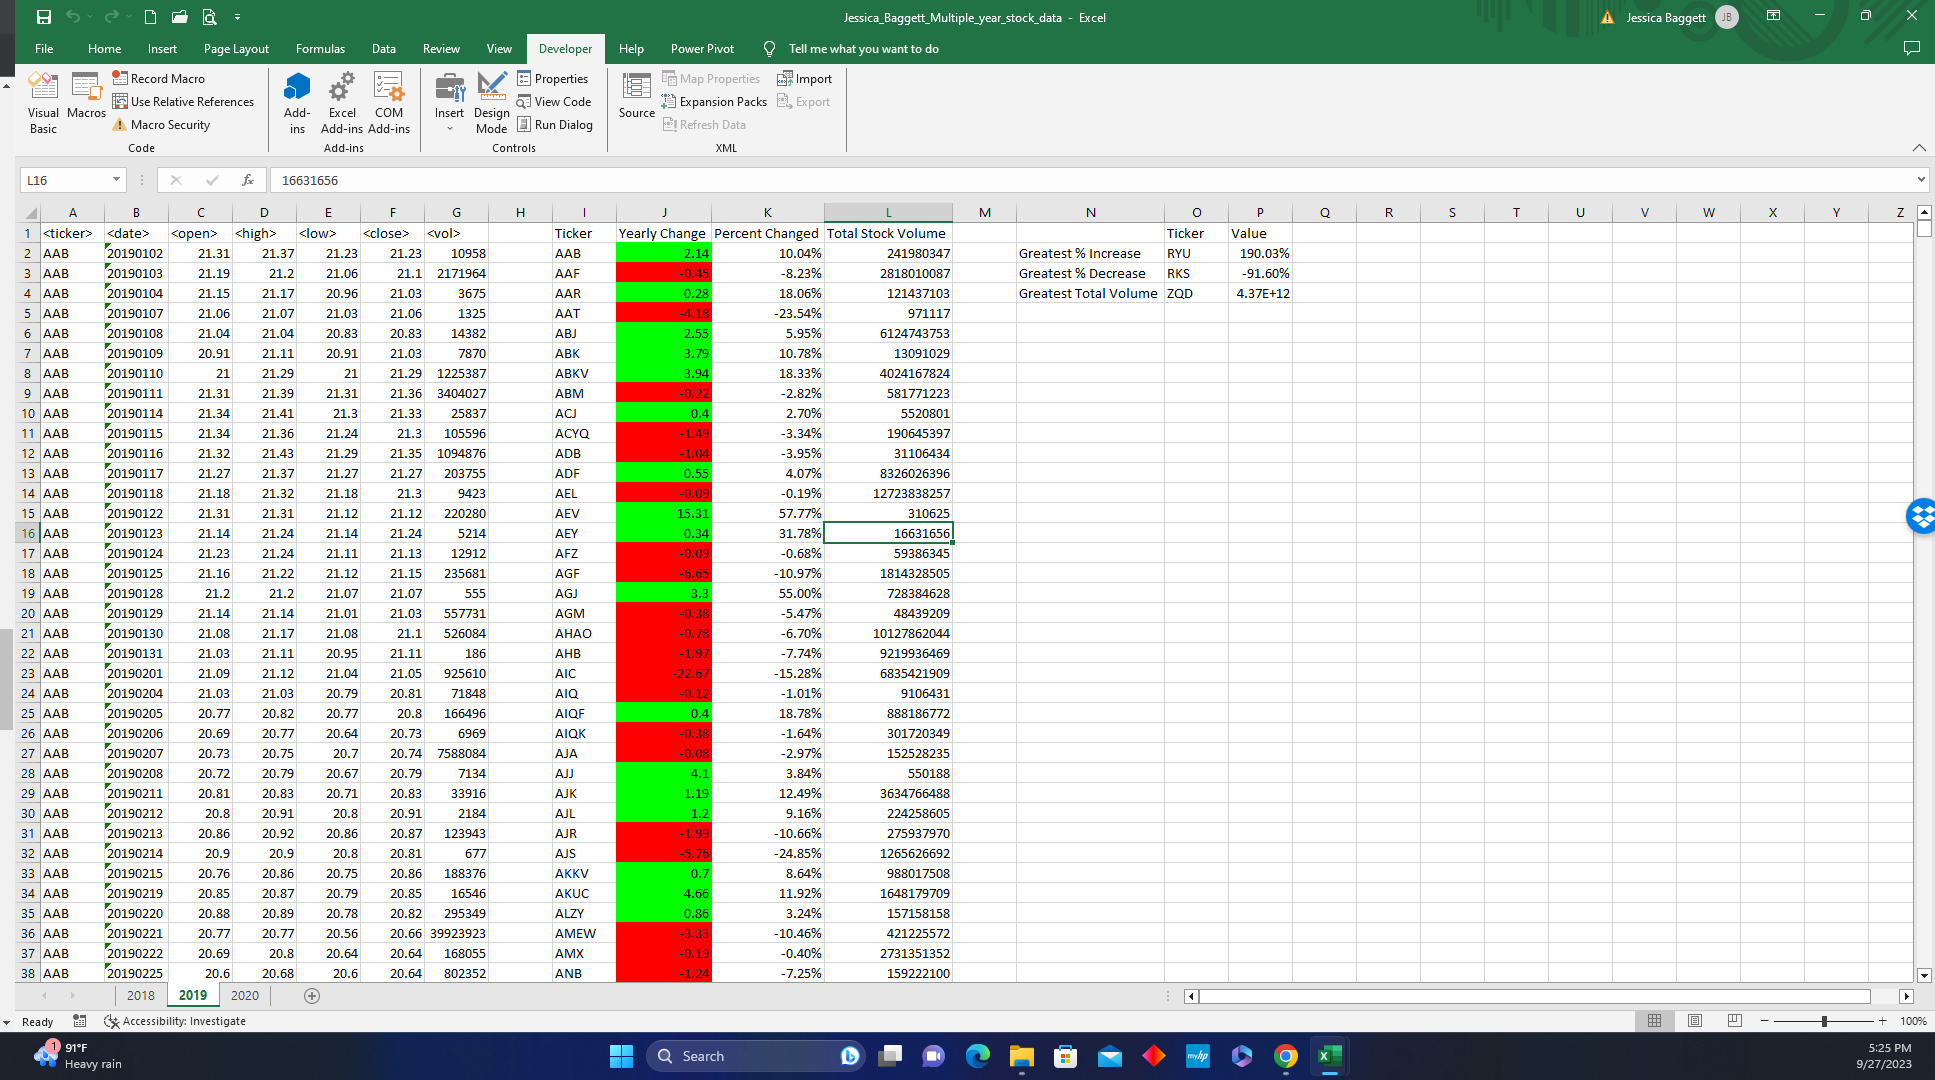 Jessica_Baggett_Multiple_year_stock_data - Excel
Jessica Baggett JB
File Home Insert Page Layout Formulas Data Review View Developer Help Power Pivot Tell me what you want to do
Record Macro
Use Relative References
Macro Security
Visual Basic
Macros
Code
Add-ins
Excel Add-ins
COM Add-ins
Add-ins
Insert
Design Mode
Properties
View Code
Run Dialog
Controls
Source
Map Properties
Expansion Packs
Refresh Data
Import
Export
XML
L16 fx 16631656
A B C D E F G H I J K L M N O P Q R S T U V W X Y Z
1 <ticker> <date> <open> <high> <low> <close> <vol> Ticker Yearly Change Percent Changed Total Stock Volume Ticker Value
2 AAB 20190102 21.31 21.37 21.23 21.23 10958 AAB 2.14 10.04% 241980347 Greatest % Increase RYU 190.03%
3 AAB 20190103 21.19 21.2 21.06 21.1 2171964 AAF -0.45 -8.23% 2818010087 Greatest % Decrease RKS -91.60%
4 AAB 20190104 21.15 21.17 20.96 21.03 3675 AAR 0.28 18.06% 121437103 Greatest Total Volume ZQD 4.37E+12
5 AAB 20190107 21.06 21.07 21.03 21.06 1325 AAT -4.18 -23.54% 971117
6 AAB 20190108 21.04 21.04 20.83 20.83 14382 ABJ 2.55 5.95% 6124743753
7 AAB 20190109 20.91 21.11 20.91 21.03 7870 ABK 3.79 10.78% 13091029
8 AAB 20190110 21 21.29 21 21.29 1225387 ABKV 3.94 18.33% 4024167824
9 AAB 20190111 21.31 21.39 21.31 21.36 3404027 ABM -0.22 -2.82% 581771223
10 AAB 20190114 21.34 21.41 21.3 21.33 25837 ACJ 0.4 2.70% 5520801
11 AAB 20190115 21.34 21.36 21.24 21.3 105596 ACYQ -1.49 -3.34% 190645397
12 AAB 20190116 21.32 21.43 21.29 21.35 1094876 ADB -1.04 -3.95% 31106434
13 AAB 20190117 21.27 21.37 21.27 21.27 203755 ADF 0.55 4.07% 8326026396
14 AAB 20190118 21.18 21.32 21.18 21.3 9423 AEL -0.09 -0.19% 12723838257
15 AAB 20190122 21.31 21.31 21.12 21.12 220280 AEV 15.31 57.77% 310625
16 AAB 20190123 21.14 21.24 21.14 21.24 5214 AEY 0.34 31.78% 16631656
17 AAB 20190124 21.23 21.24 21.11 21.13 12912 AFZ -0.09 -0.68% 59386345
18 AAB 20190125 21.16 21.22 21.12 21.15 235681 AGF -6.65 -10.97% 1814328505
19 AAB 20190128 21.2 21.2 21.07 21.07 555 AGJ 3.3 55.00% 728384628
20 AAB 20190129 21.14 21.14 21.01 21.03 557731 AGM -0.38 -5.47% 48439209
21 AAB 20190130 21.08 21.17 21.08 21.1 526084 AHAO -0.78 -6.70% 10127862044
22 AAB 20190131 21.03 21.11 20.95 21.11 186 AHB -1.97 -7.74% 9219936469
23 AAB 20190201 21.09 21.12 21.04 21.05 925610 AIC -22.67 -15.28% 6835421909
24 AAB 20190204 21.03 21.03 20.79 20.81 71848 AIQ -0.12 -1.01% 9106431
25 AAB 20190205 20.77 20.82 20.77 20.8 166496 AIQF 0.4 18.78% 888186772
26 AAB 20190206 20.69 20.77 20.64 20.73 6969 AIQK -0.38 -1.64% 301720349
27 AAB 20190207 20.73 20.75 20.7 20.74 7588084 AJA -0.08 -2.97% 152528235
28 AAB 20190208 20.72 20.79 20.67 20.79 7134 AJJ 4.1 3.84% 550188
29 AAB 20190211 20.81 20.83 20.71 20.83 33916 AJK 1.19 12.49% 3634766488
30 AAB 20190212 20.8 20.91 20.8 20.91 2184 AJL 1.2 9.16% 224258605
31 AAB 20190213 20.86 20.92 20.86 20.87 123943 AJR -1.99 -10.66% 275937970
32 AAB 20190214 20.9 20.9 20.8 20.81 677 AJS -5.76 -24.85% 1265626692
33 AAB 20190215 20.76 20.86 20.75 20.86 188376 AKKV 0.7 8.64% 988017508
34 AAB 20190219 20.85 20.87 20.79 20.85 16546 AKUC 4.66 11.92% 1648179709
35 AAB 20190220 20.88 20.89 20.78 20.82 295349 ALZY 0.86 3.24% 157158158
36 AAB 20190221 20.77 20.77 20.56 20.66 39923923 AMEW -3.33 -10.46% 421225572
37 AAB 20190222 20.69 20.8 20.64 20.64 168055 AMX -0.19 -0.40% 2731351352
38 AAB 20190225 20.6 20.68 20.6 20.64 802352 ANB -1.24 -7.25% 159222100
2018 2019 2020
Ready Accessibility: Investigate 100%
1 91°F
Heavy rain
Search
myhp
5:25 PM
9/27/2023